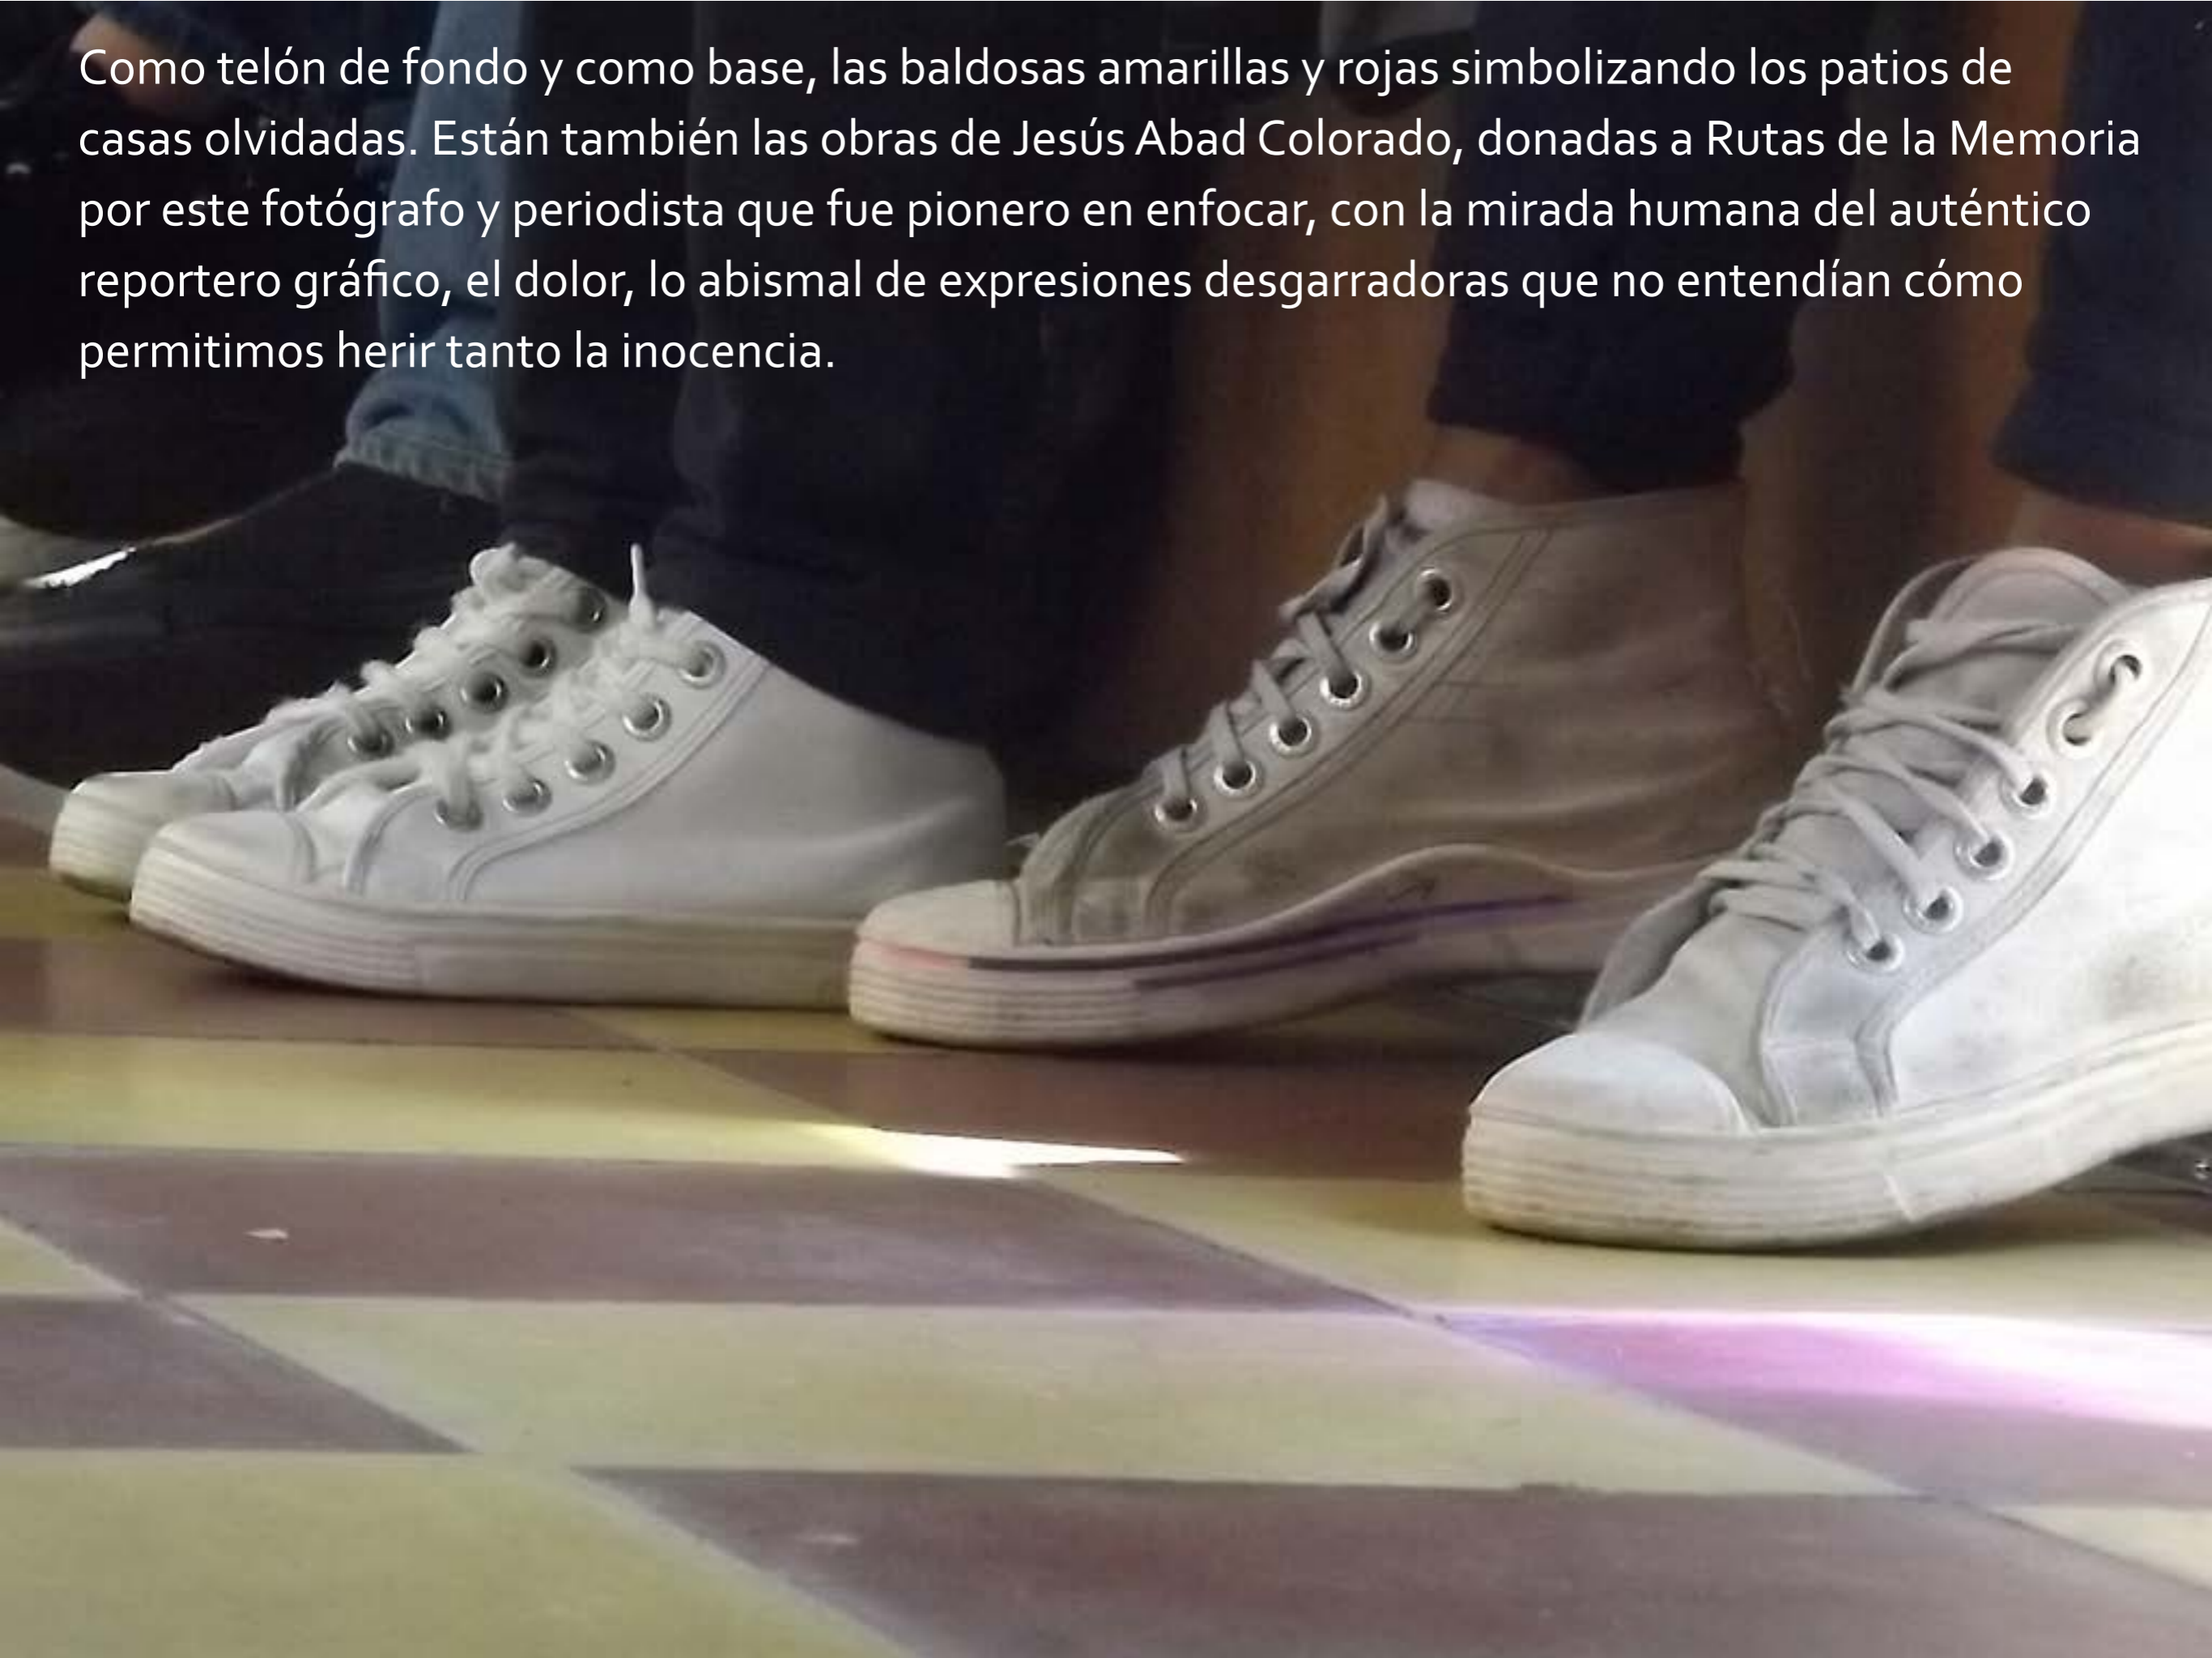 Como telón de fondo y como base, las baldosas amarillas y rojas simbolizando los patios de
casas olvidadas. Están también las obras de Jesús Abad Colorado, donadas a Rutas de la Memoria
por este fotógrafo y periodista que fue pionero en enfocar, con la mirada humana del auténtico
reportero gráfico, el dolor, lo abismal de expresiones desgarradoras que no entendían cómo
permitimos herir tanto la inocencia.